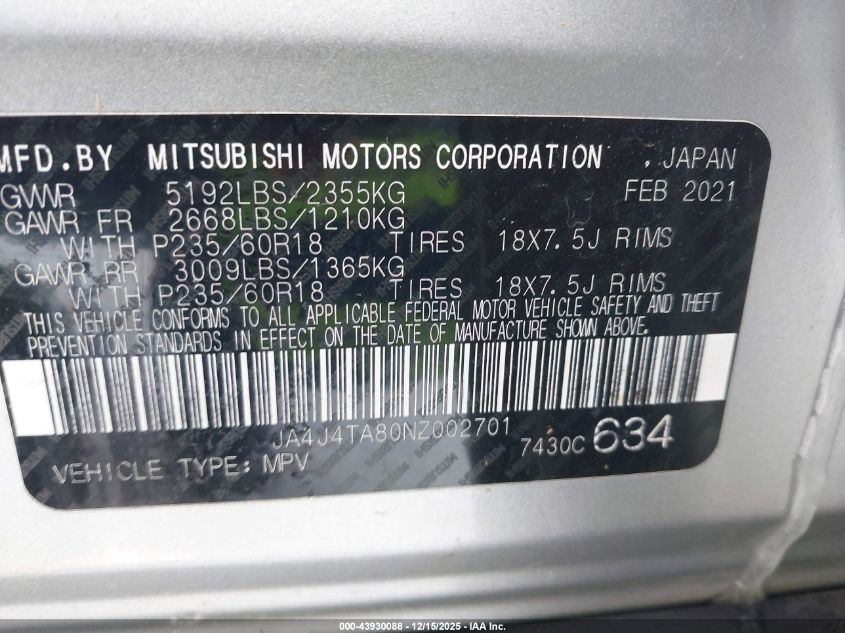 MFD.BY MITSUBISHI MOTORS CORPORATION . JAPAN
GVWR 5192LBS/2355KG FEB 2021
GAWR FR 2668LBS/1210KG
WITH P235/60R18 TIRES 18X7.5J RIMS
GAWR RR 3009LBS/1365KG
WITH P235/60R18 TIRES 18X7.5J RIMS
THIS VEHICLE CONFORMS TO ALL APPLICABLE FEDERAL MOTOR VEHICLE SAFETY AND THEFT
PREVENTION STANDARDS IN EFFECT ON THE DATE OF MANUFACTURE SHOWN ABOVE.
JA4J4TA80NZ002701
7430C 634
VEHICLE TYPE: MPV
000-43930088 - 12/15/2025 - IAA Inc.